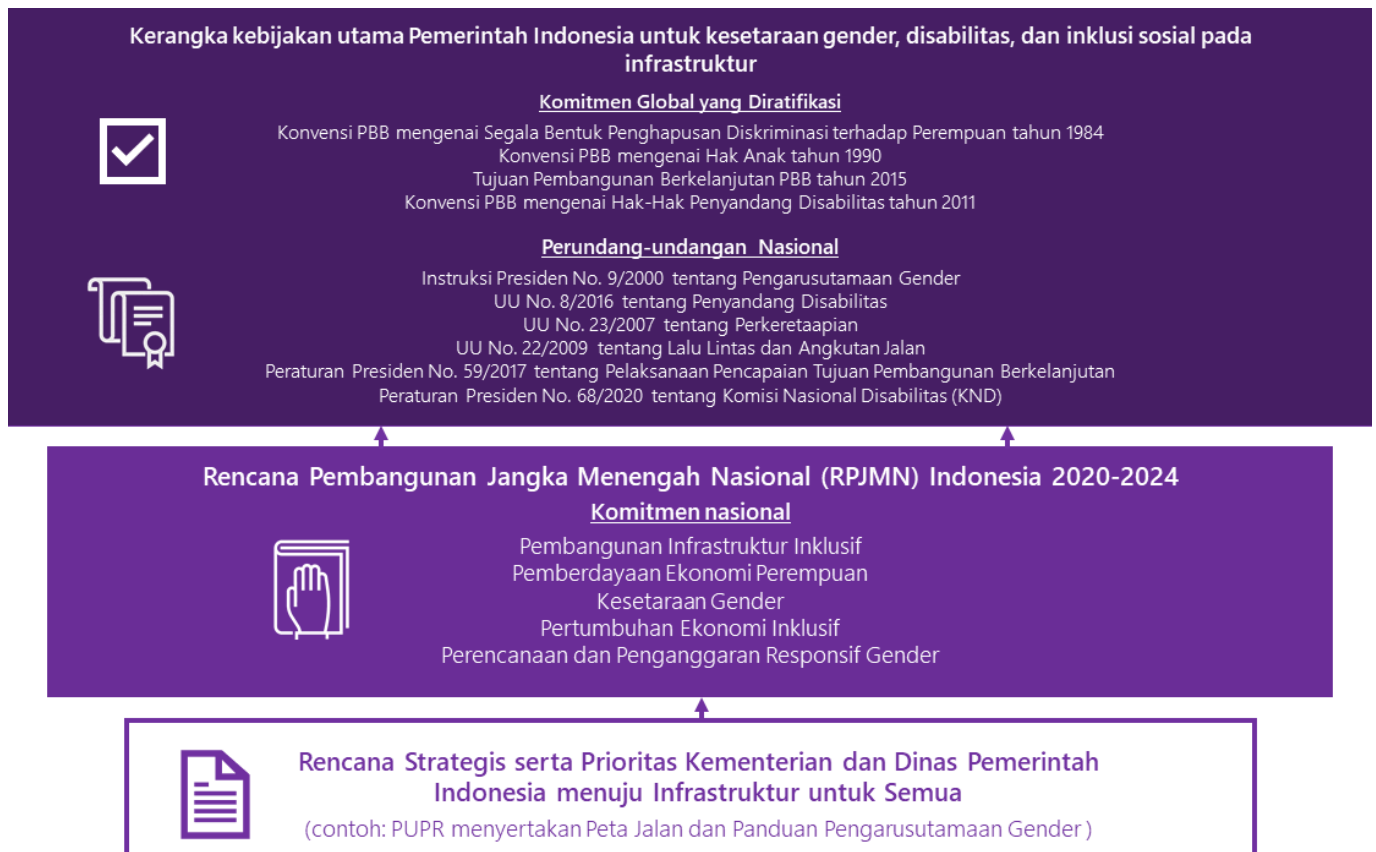 Kerangka kebijakan utama Pemerintah Indonesia untuk kesetaraan gender, disabilitas, dan inklusi sosial pada
infrastruktur
Komitmen Global yang Diratifikasi
Konvensi PBB mengenai Segala Bentuk Penghapusan Diskriminasi terhadap Perempuan tahun 1984
Konvensi PBB mengenai Hak Anak tahun 1990
Tujuan Pembangunan Berkelanjutan PBB tahun 2015
Konvensi PBB mengenai Hak-Hak Penyandang Disabilitas tahun 2011
Perundang-undangan Nasional
Instruksi Presiden No. 9/2000 tentang Pengarusutamaan Gender
UU No. 8/2016 tentang Penyandang Disabilitas
UU No. 23/2007 tentang Perkeretaapian
UU No. 22/2009 tentang Lalu Lintas dan Angkutan Jalan
Peraturan Presiden No. 59/2017 tentang Pelaksanaan Pencapaian Tujuan Pembangunan Berkelanjutan
Peraturan Presiden No. 68/2020 tentang Komisi Nasional Disabilitas (KND)
Rencana Pembangunan Jangka Menengah Nasional (RPJMN) Indonesia 2020-2024
Komitmen nasional
Pembangunan Infrastruktur Inklusif
Pemberdayaan Ekonomi Perempuan
Kesetaraan Gender
Pertumbuhan Ekonomi Inklusif
Perencanaan dan Penganggaran Responsif Gender
Rencana Strategis serta Prioritas Kementerian dan Dinas Pemerintah
Indonesia menuju Infrastruktur untuk Semua
(contoh: PUPR menyertakan Peta Jalan dan Panduan Pengarusutamaan Gender )